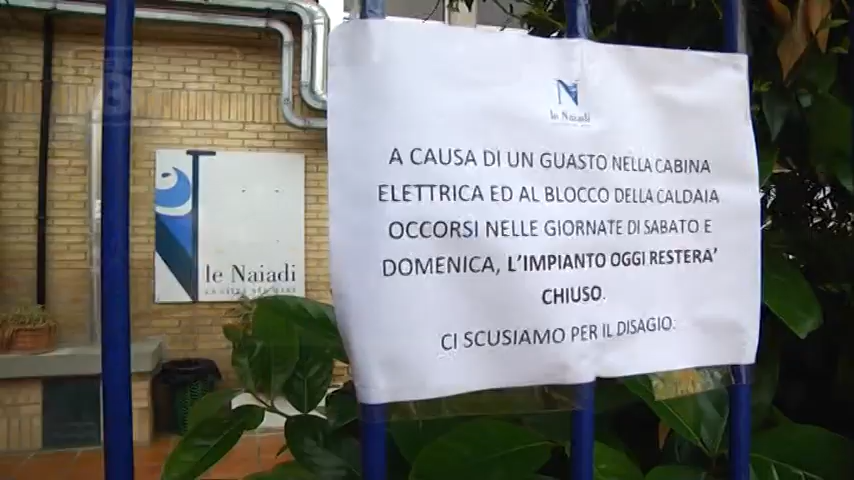 le Naiadi
A CAUSA DI UN GUASTO NELLA CABINA
ELETTRICA ED AL BLOCCO DELLA CALDAIA
OCCORSI NELLE GIORNATE DI SABATO E
DOMENICA, L'IMPIANTO OGGI RESTERA'
CHIUSO.
CI SCUSIAMO PER IL DISAGIO.
le Naiadi